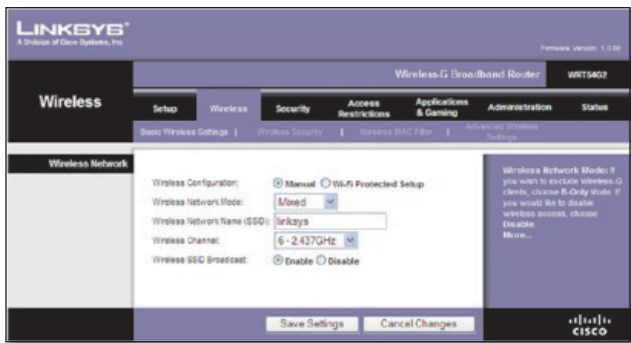 LINKSYS®
A Division of Cisco Systems, Inc.
Firmware Version: 1.0.00
Wireless-G Broadband Router
WRT54G2
Wireless
Setup
Wireless
Security
Access Restrictions
Applications & Gaming
Administration
Status
Basic Wireless Settings |
Wireless Security |
Wireless MAC Filter |
Advanced Wireless Settings
Wireless Network
Wireless Configuration:
Manual
Wi-Fi Protected Setup
Wireless Network Mode:
Mixed
Wireless Network Name (SSID):
linksys
Wireless Channel:
6 - 2.437GHz
Wireless SSID Broadcast:
Enable
Disable
Wireless Network Mode: If
you wish to exclude Wireless-G
clients, choose B-Only Mode. If
you would like to disable
wireless access, choose
Disable.
More...
Save Settings
Cancel Changes
CISCO